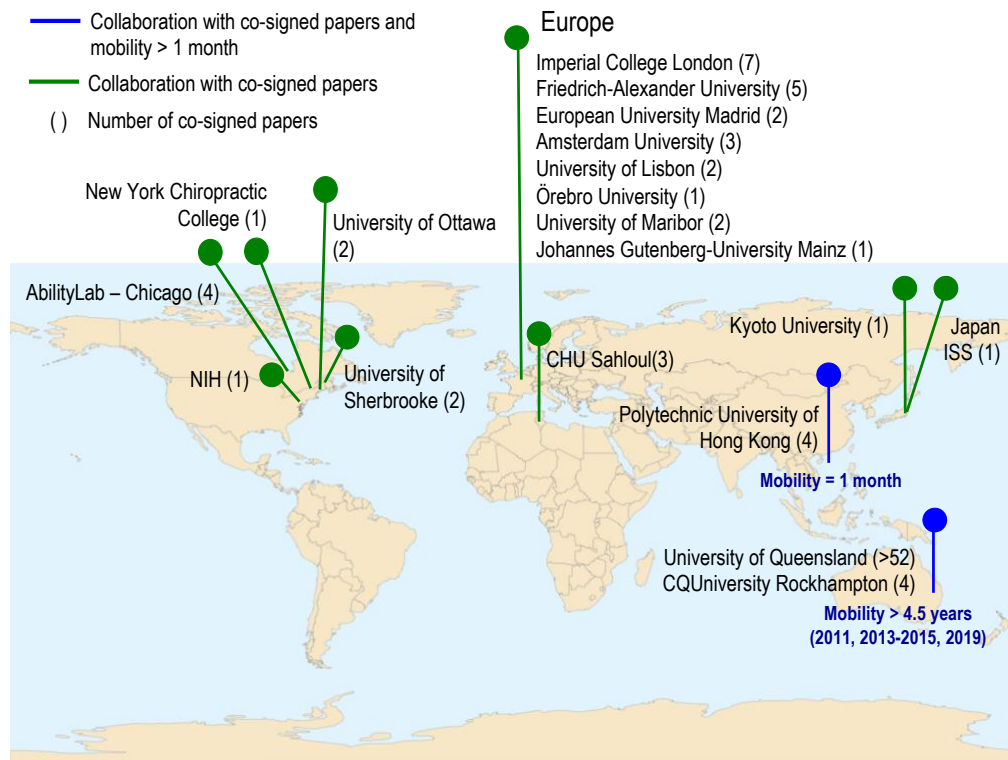 Collaboration with co-signed papers and
mobility > 1 month
Collaboration with co-signed papers
( ) Number of co-signed papers
Europe
Imperial College London (7)
Friedrich-Alexander University (5)
European University Madrid (2)
Amsterdam University (3)
University of Lisbon (2)
Örebro University (1)
University of Maribor (2)
Johannes Gutenberg-University Mainz (1)
New York Chiropractic
College (1)
University of Ottawa
(2)
AbilityLab – Chicago (4)
NIH (1)
University of
Sherbrooke (2)
CHU Sahloul(3)
Kyoto University (1)
Japan
ISS (1)
Polytechnic University of
Hong Kong (4)
Mobility = 1 month
University of Queensland (>52)
CQUniversity Rockhampton (4)
Mobility > 4.5 years
(2011, 2013-2015, 2019)